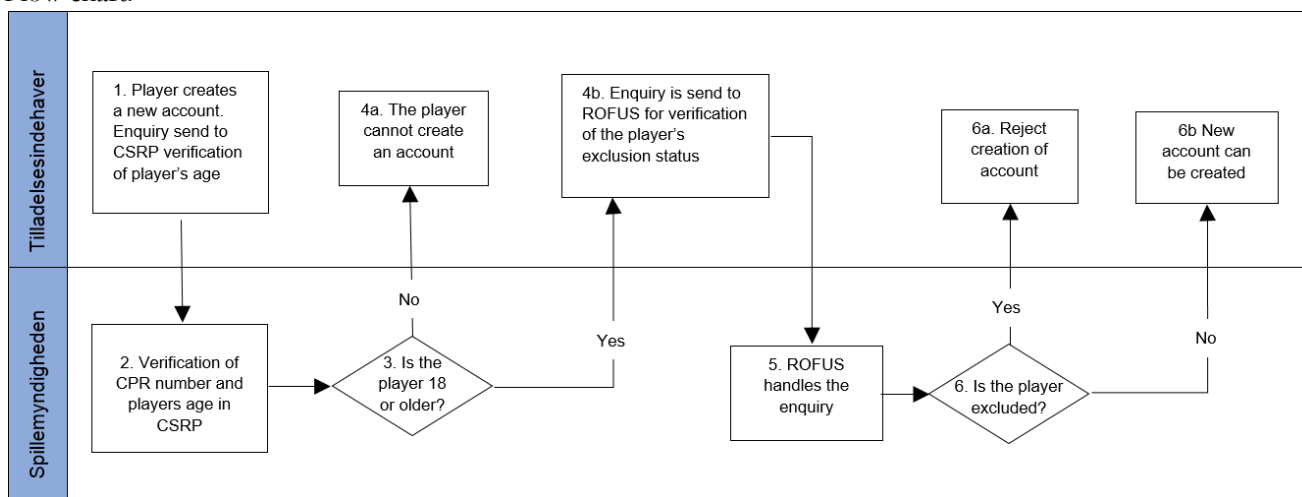 Tilladelsesindehaver
1. Player creates
a new account.
Enquiry send to
CSRP verification
of player's age
4a. The player
cannot create
an account
4b. Enquiry is send to
ROFUS for verification
of the player's
exclusion status
6a. Reject
creation of
account
6b New
account can
be created
Spillemyndigheden
2. Verification of
CPR number and
players age in
CSRP
3. Is the
player 18
or older?
No
Yes
5. ROFUS
handles the
enquiry
6. Is the player
excluded?
Yes
No